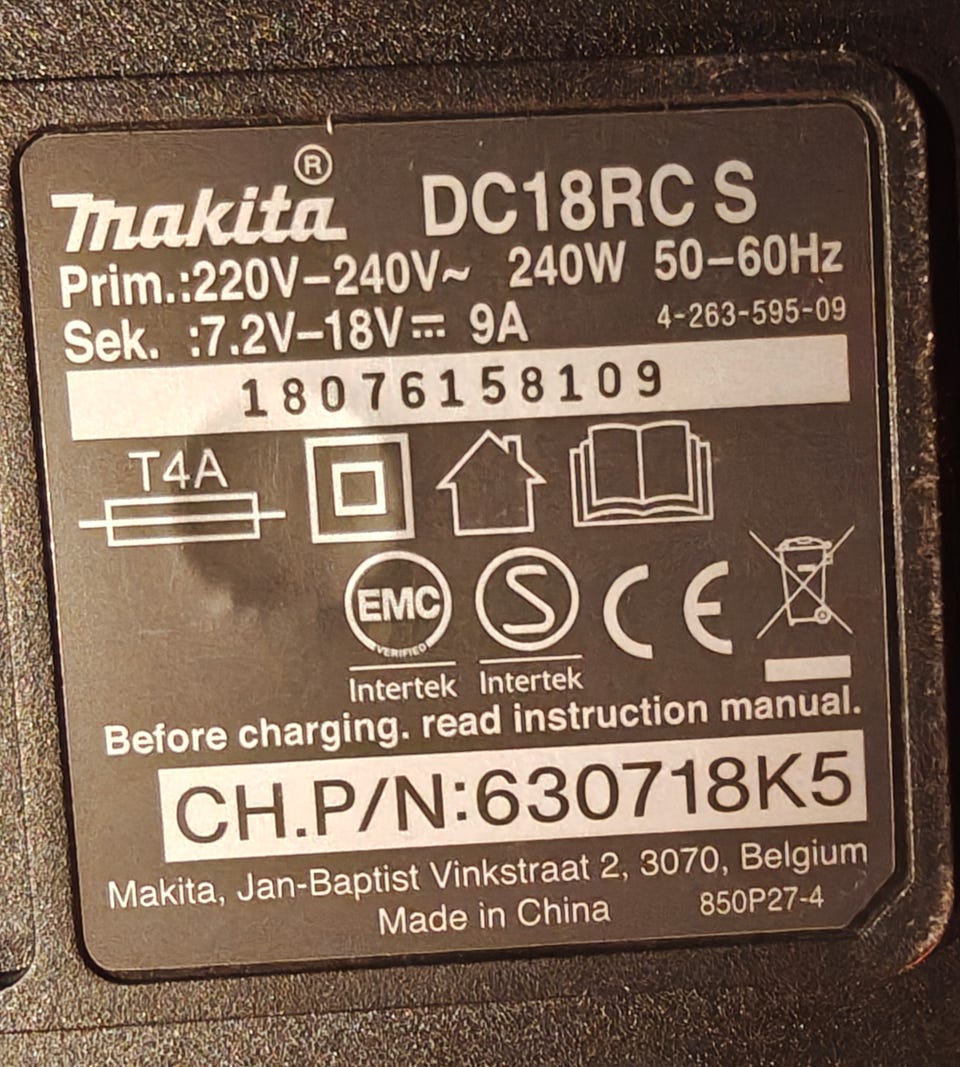 makita® DC18RC S
Prim.:220V–240V~ 240W 50–60Hz
Sek. :7.2V–18V⎓ 9A 4-263-595-09
18076158109
T4A
EMC S CE
VERIFIED
Intertek Intertek
Before charging. read instruction manual.
CH.P/N:630718K5
Makita, Jan-Baptist Vinkstraat 2, 3070, Belgium
Made in China 850P27-4